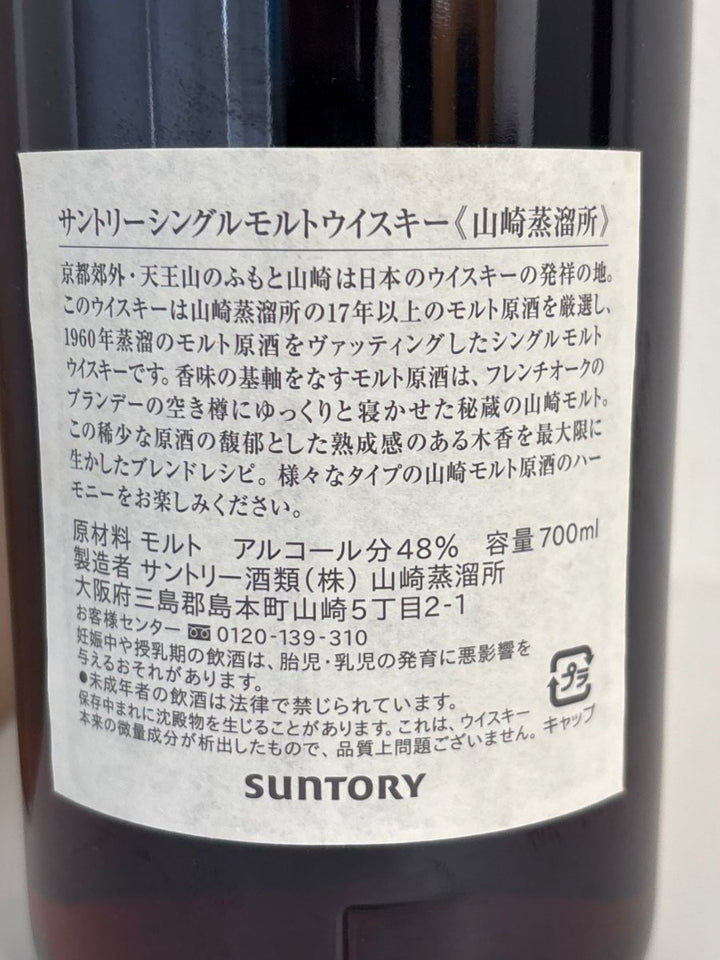 サントリーシングルモルトウイスキー《山崎蒸溜所》
京都郊外・天王山のふもと山崎は日本のウイスキーの発祥の地。
このウイスキーは山崎蒸溜所の17年以上のモルト原酒を厳選し、
1960年蒸溜のモルト原酒をヴァッティングしたシングルモルト
ウイスキーです。香味の基軸をなすモルト原酒は、フレンチオークの
ブランデーの空き樽にゆっくりと寝かせた秘蔵の山崎モルト。
この稀少な原酒の馥郁とした熟成感のある木香を最大限に
生かしたブレンドレシピ。様々なタイプの山崎モルト原酒のハー
モニーをお楽しみください。
原材料 モルト アルコール分48% 容量700ml
製造者 サントリー酒類(株) 山崎蒸溜所
大阪府三島郡島本町山崎5丁目2-1
お客様センター 0120-139-310
妊娠中や授乳期の飲酒は、胎児・乳児の発育に悪影響を
与えるおそれがあります。
●未成年者の飲酒は法律で禁じられています。
保存中まれに沈殿物を生じることがあります。これは、ウイスキー
本来の微量成分が析出したもので、品質上問題ございません。
プラ
キャップ
SUNTORY